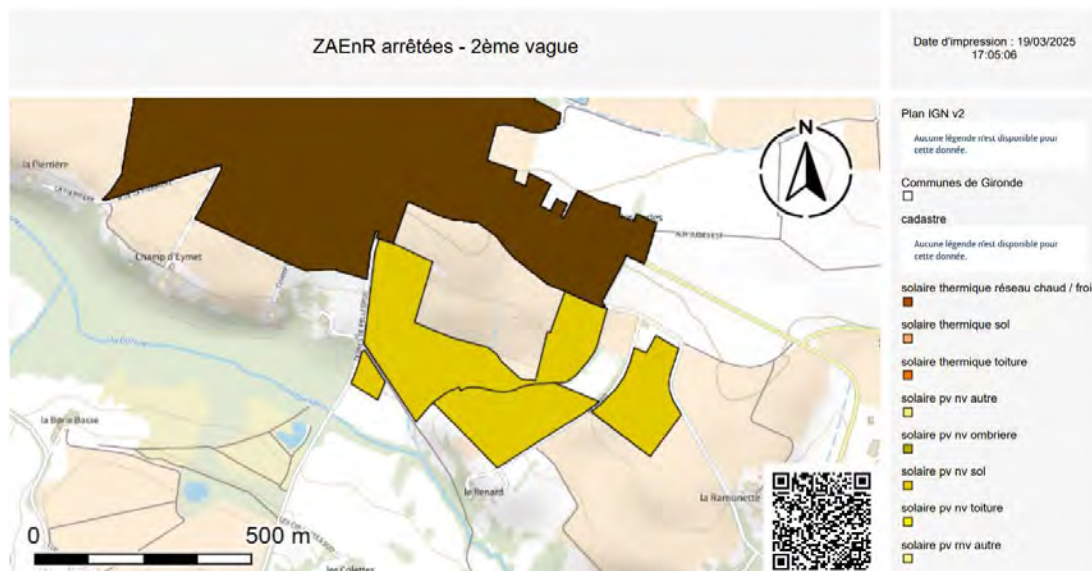 ZAEnR arrêtées - 2ème vague
Date d'impression : 19/03/2025
17:05:06
Plan IGN v2
Aucune légende n'est disponible pour
cette donnée.
Communes de Gironde
cadastre
Aucune légende n'est disponible pour
cette donnée.
solaire thermique réseau chaud / froi
solaire thermique sol
solaire thermique toiture
solaire pv nv autre
solaire pv nv ombriere
solaire pv nv sol
solaire pv nv toiture
solaire pv mv autre
N
la Pierrière
Champ d'Eymet
la Borie Basse
le Renard
la Ramonette
les Colettes
0
500 m